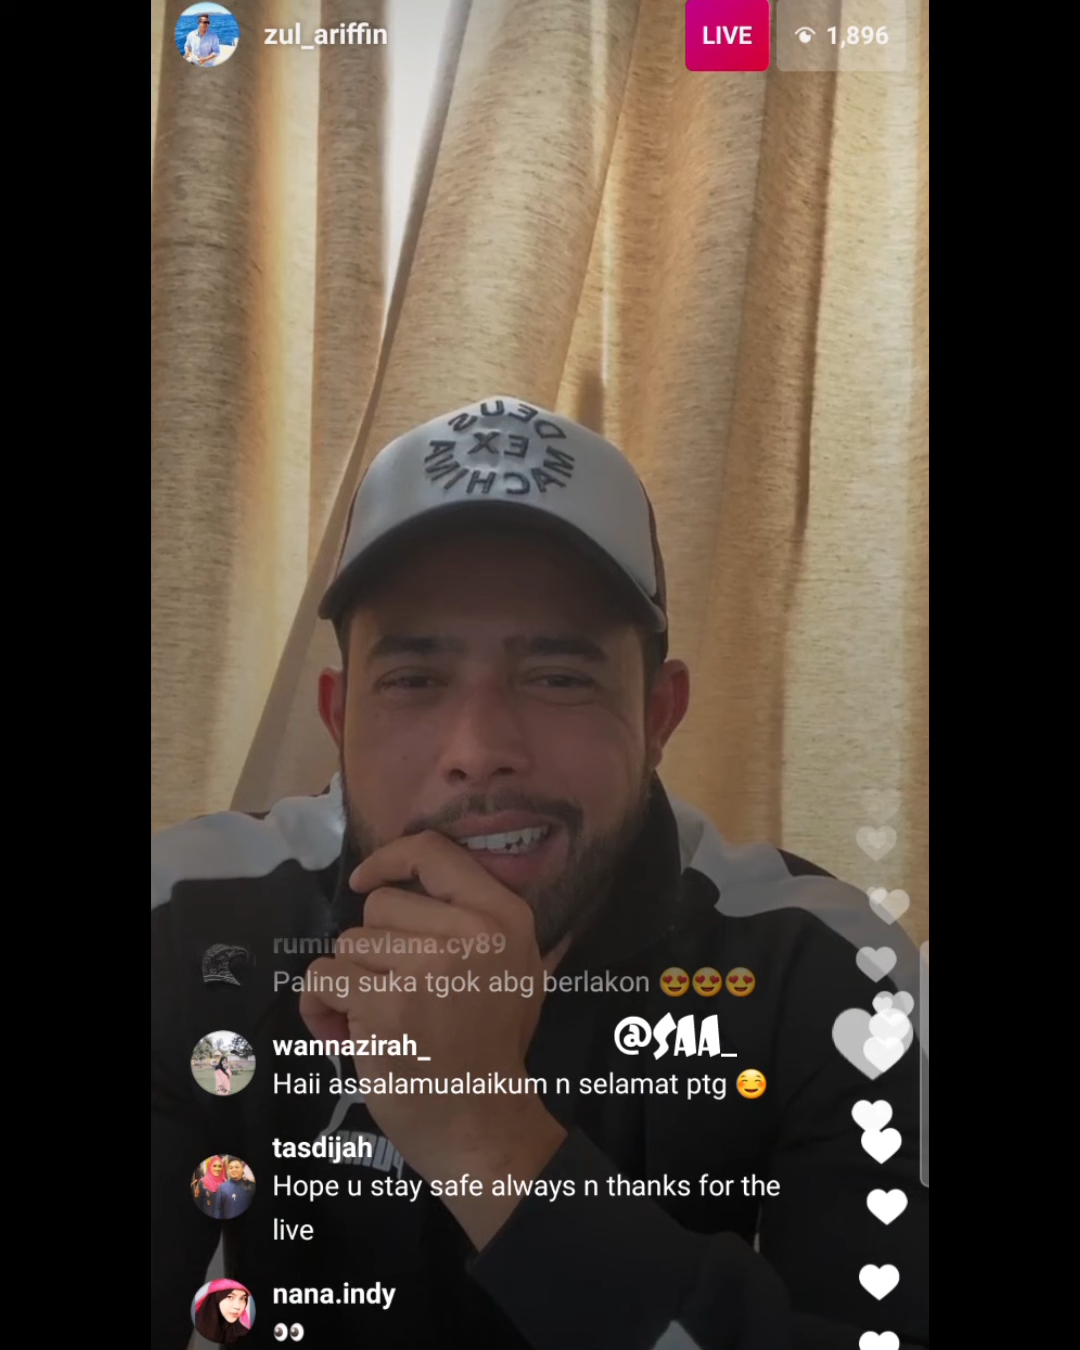 zul_ariffin
LIVE
1,896
DEUS
EX
MACHINA
rumimevlana.cy89
Paling suka tgok abg berlakon 😍😍😍
@SAA_
wannazirah_
Haii assalamualaikum n selamat ptg ☺️
tasdijah
PUMA
Hope u stay safe always n thanks for the
live
nana.indy
👀